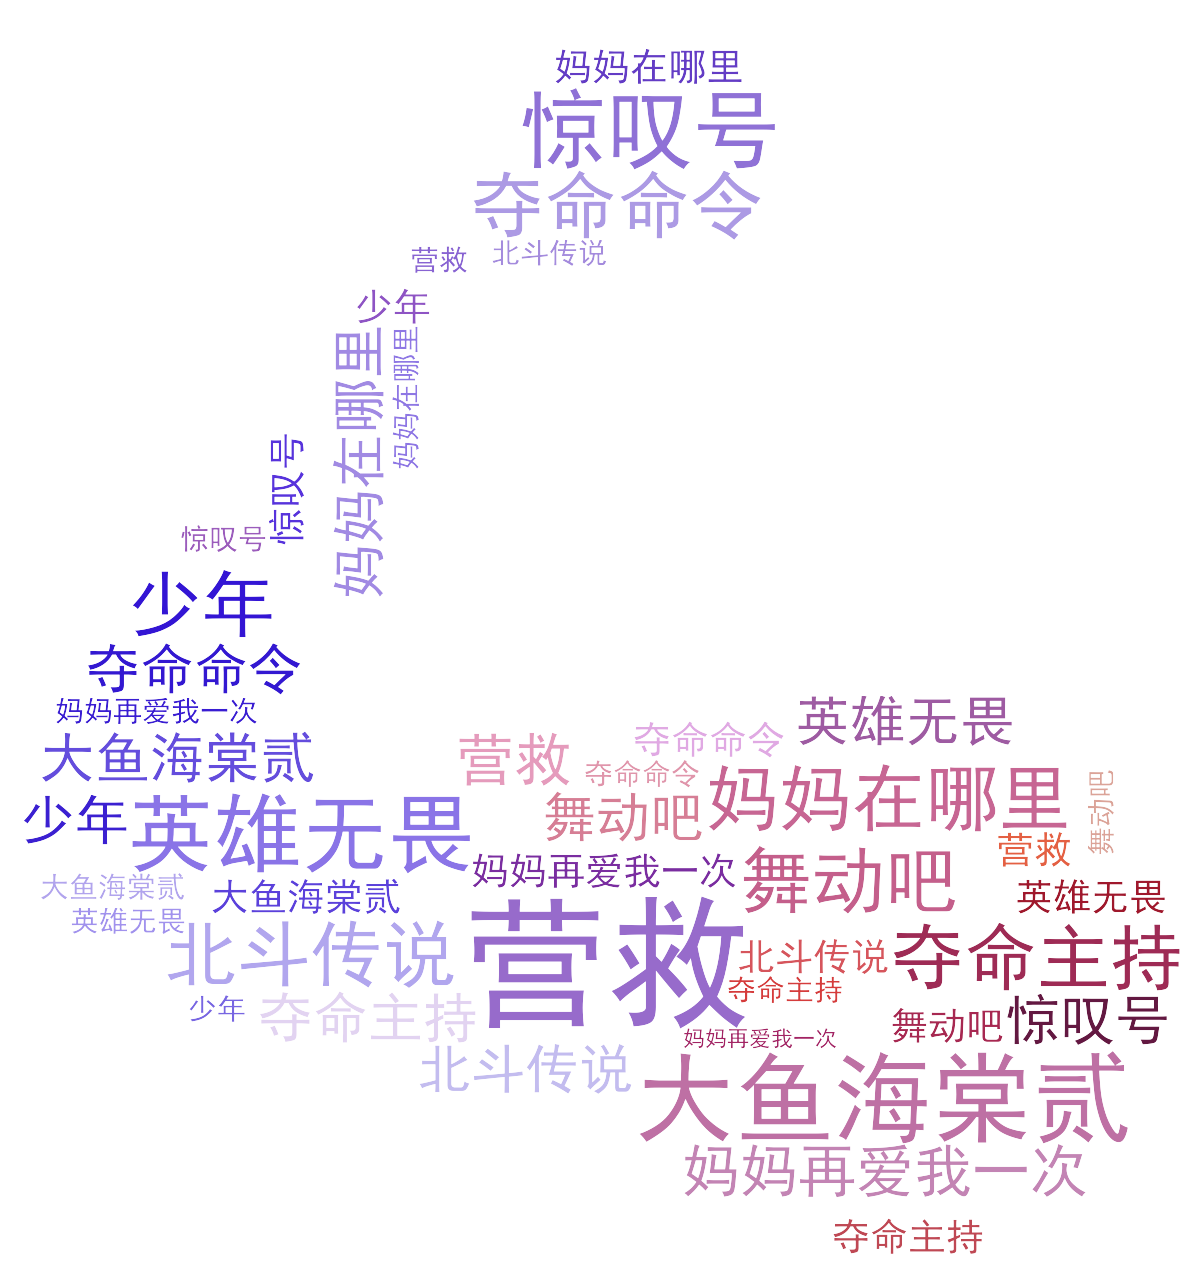 妈妈在哪里
惊叹号
夺命命令
营救
北斗传说
少年
妈妈在哪里
妈妈在哪里
惊叹号
惊叹号
少年
夺命命令
妈妈再爱我一次
英雄无畏
夺命命令
大鱼海棠贰
营救
夺命命令
妈妈在哪里
舞动吧
少年
英雄无畏
舞动吧
营救
妈妈再爱我一次
舞动吧
大鱼海棠贰
大鱼海棠贰
英雄无畏
英雄无畏
北斗传说
营救
北斗传说
夺命主持
夺命主持
少年
夺命主持
舞动吧
惊叹号
妈妈再爱我一次
北斗传说
大鱼海棠贰
妈妈再爱我一次
夺命主持